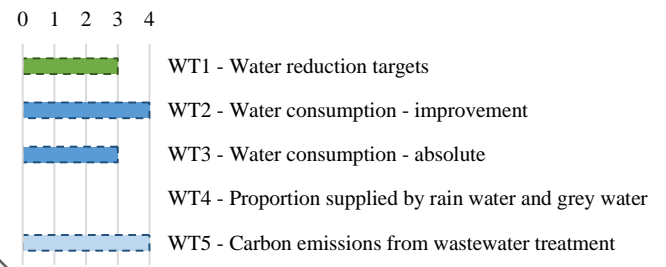 0 1 2 3 4
WT1 - Water reduction targets
WT2 - Water consumption - improvement
WT3 - Water consumption - absolute
WT4 - Proportion supplied by rain water and grey water
WT5 - Carbon emissions from wastewater treatment